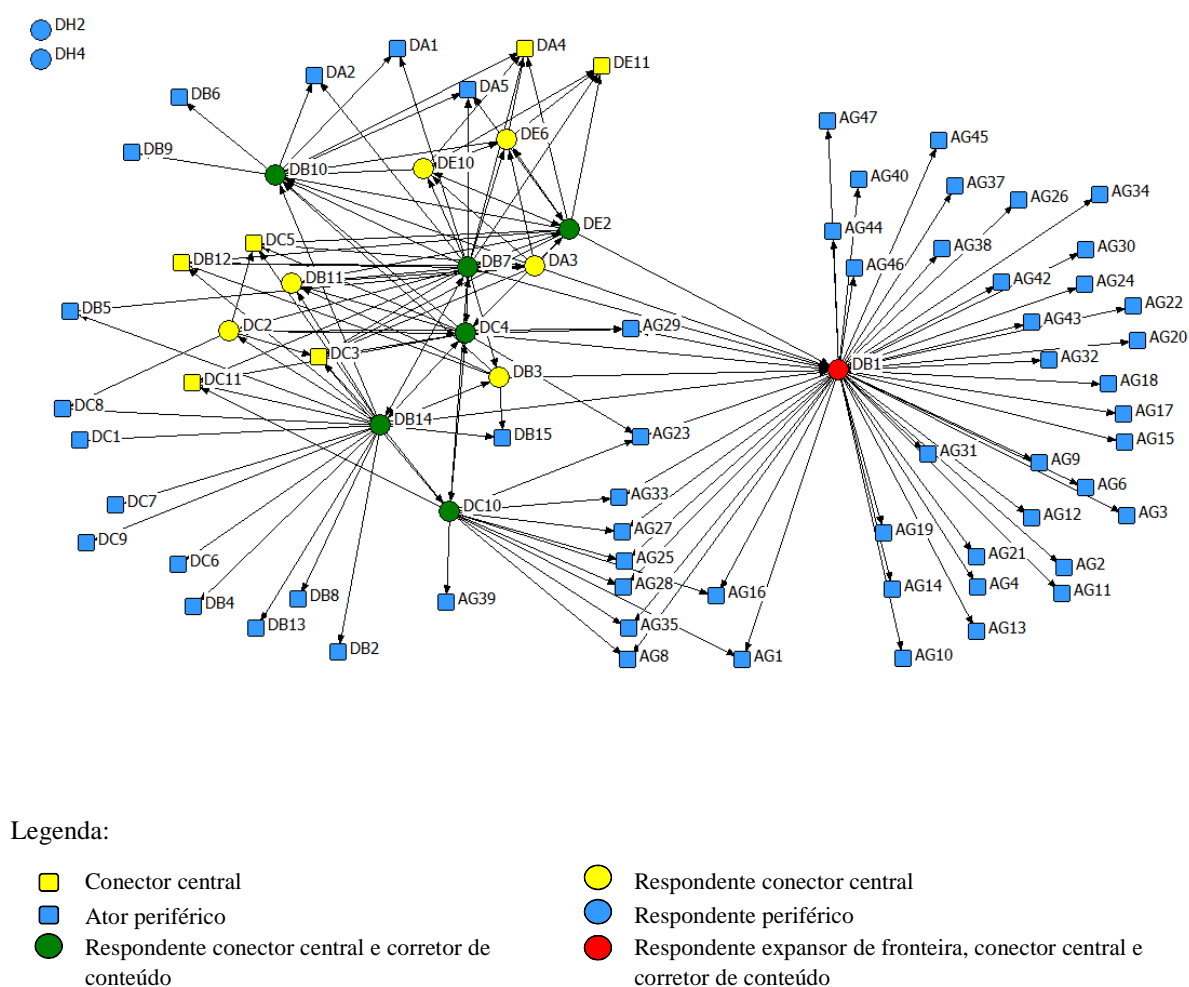 DH2
DH4
DA1
DA4
DE11
DA2
DA5
DB6
DB9
DE6
DE10
DB10
DE2
DC5
DB12
DB7
DA3
DB11
DB5
DC2
DC4
AG29
DC3
DC11
DB3
DC8
DB14
DC1
DB15
AG23
DC7
DC10
AG33
DC9
AG27
DC6
AG25
AG28
DB4
DB8
AG39
AG16
DB13
AG35
DB2
AG8
AG1
AG47
AG45
AG40
AG37
AG26
AG34
AG44
AG38
AG30
AG46
AG42
AG24
AG22
AG43
AG20
AG32
DB1
AG18
AG17
AG15
AG31
AG9
AG6
AG12
AG3
AG19
AG21
AG2
AG14
AG4
AG11
AG13
AG10
Legenda:
Conector central
Ator periférico
Respondente conector central e corretor de
conteúdo
Respondente conector central
Respondente periférico
Respondente expansor de fronteira, conector central e
corretor de conteúdo